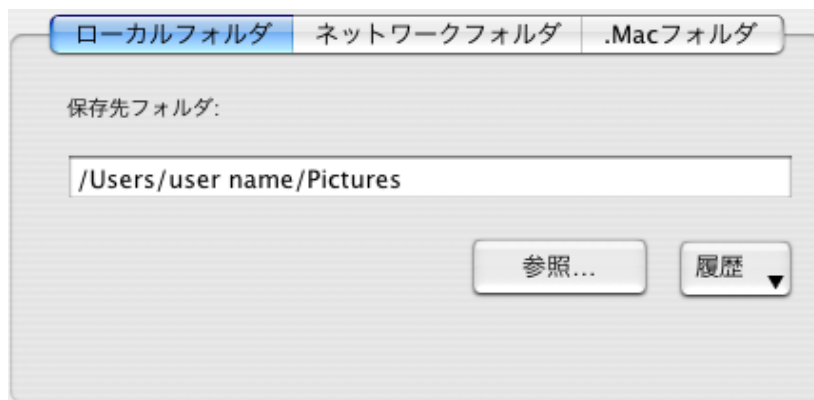 ローカルフォルダ ネットワークフォルダ .Macフォルダ
保存先フォルダ:
/Users/user name/Pictures
参照... 履歴